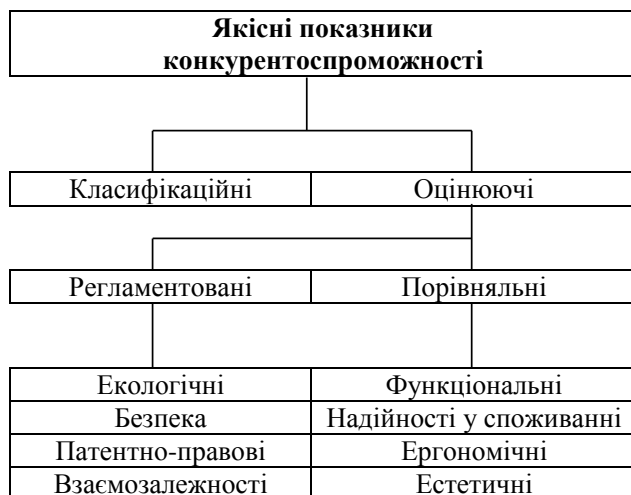 Якісні показники
конкурентоспроможності
Класифікаційні Оцінюючі
Регламентовані Порівняльні
Екологічні Функціональні
Безпека Надійності у споживанні
Патентно-правові Ергономічні
Взаємозалежності Естетичні